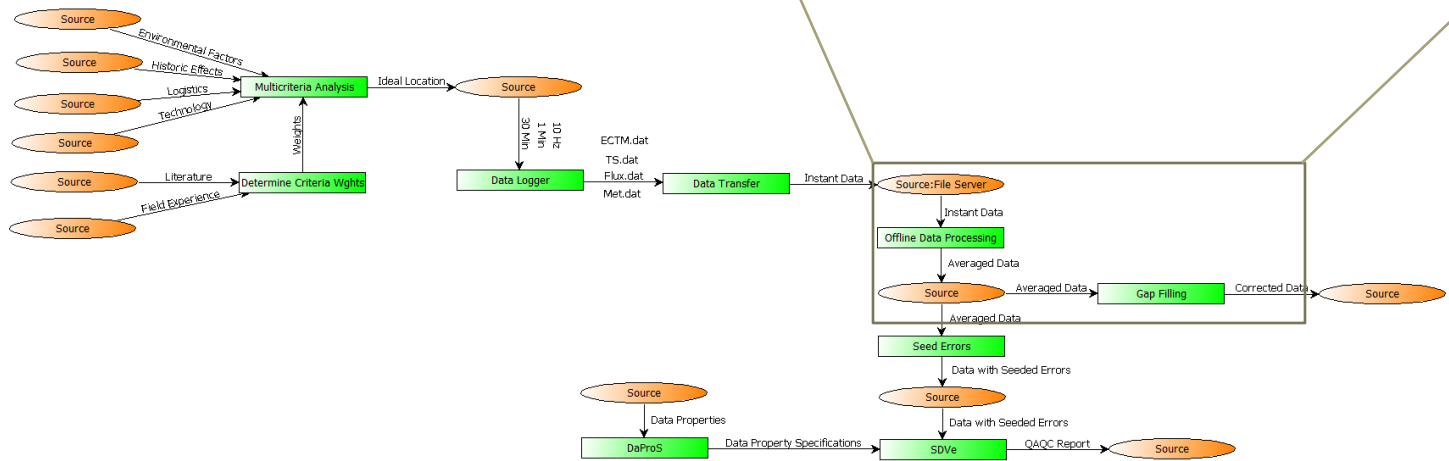 Source
Environmental Factors
Source
Historic Effects
Source
Logistics
Source
Technology
Multicriteria Analysis
Ideal Location
Source
Weights
Source
Literature
Determine Criteria Wghts
Source
Field Experience
10 Hz
1 Min
30 Min
Data Logger
ECTM.dat
TS.dat
Flux.dat
Met.dat
Data Transfer
Instant Data
Source:File Server
Instant Data
Offline Data Processing
Averaged Data
Source
Averaged Data
Gap Filling
Corrected Data
Source
Averaged Data
Seed Errors
Data with Seeded Errors
Source
Data with Seeded Errors
Source
Data Properties
DaProS
Data Property Specifications
SDVe
QAQC Report
Source